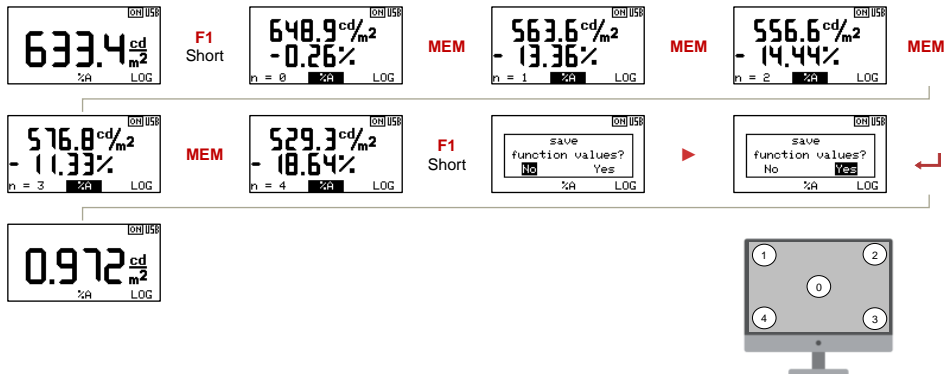 ON USB
633.4 cd/m2
%A LOG
F1
Short
ON USB
648.9 cd/m2
-0.26%
n = 0 %A LOG
MEM
ON USB
563.6 cd/m2
- 13.36%
n = 1 %A LOG
MEM
ON USB
556.6 cd/m2
- 14.44%
n = 2 %A LOG
MEM
ON USB
576.8 cd/m2
- 11.33%
n = 3 %A LOG
MEM
ON USB
529.3 cd/m2
- 18.64%
n = 4 %A LOG
F1
Short
ON USB
save
function values?
No Yes
%A LOG
ON USB
save
function values?
No Yes
%A LOG
ON USB
0.972 cd/m2
%A LOG
1 2
0
4 3